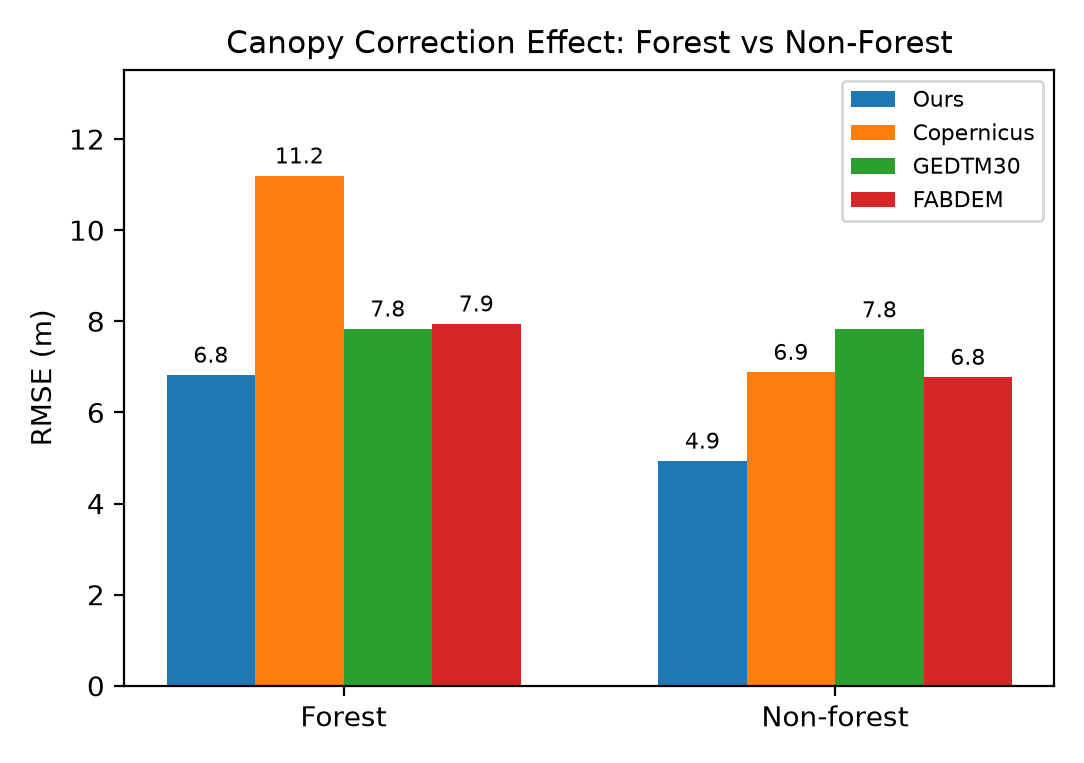 Canopy Correction Effect: Forest vs Non-Forest
Ours
Copernicus
GEDTM30
FABDEM
RMSE (m)
12
10
8
6
4
2
0
6.8
11.2
7.8
7.9
4.9
6.9
7.8
6.8
Forest
Non-forest